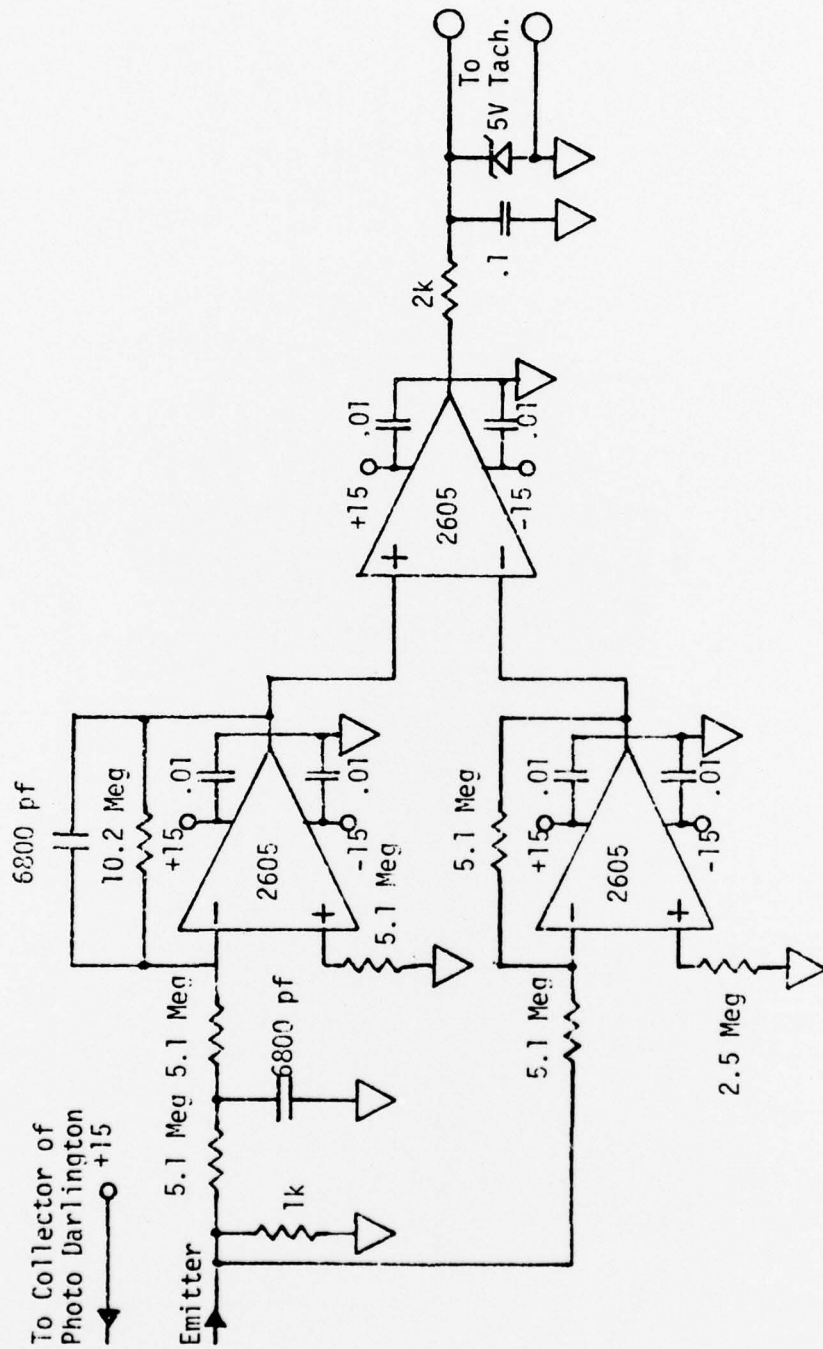 To Collector of
Photo Darlington
+15
Emitter
1k
5.1 Meg
6800 pf
5.1 Meg
6800 pf
10.2 Meg
+15
.01
−
2605
+
-15
.01
5.1 Meg
5.1 Meg
5.1 Meg
+15
.01
−
2605
+
-15
.01
2.5 Meg
+15
.01
+
2605
−
-15
.01
2k
.1
To
5V Tach.